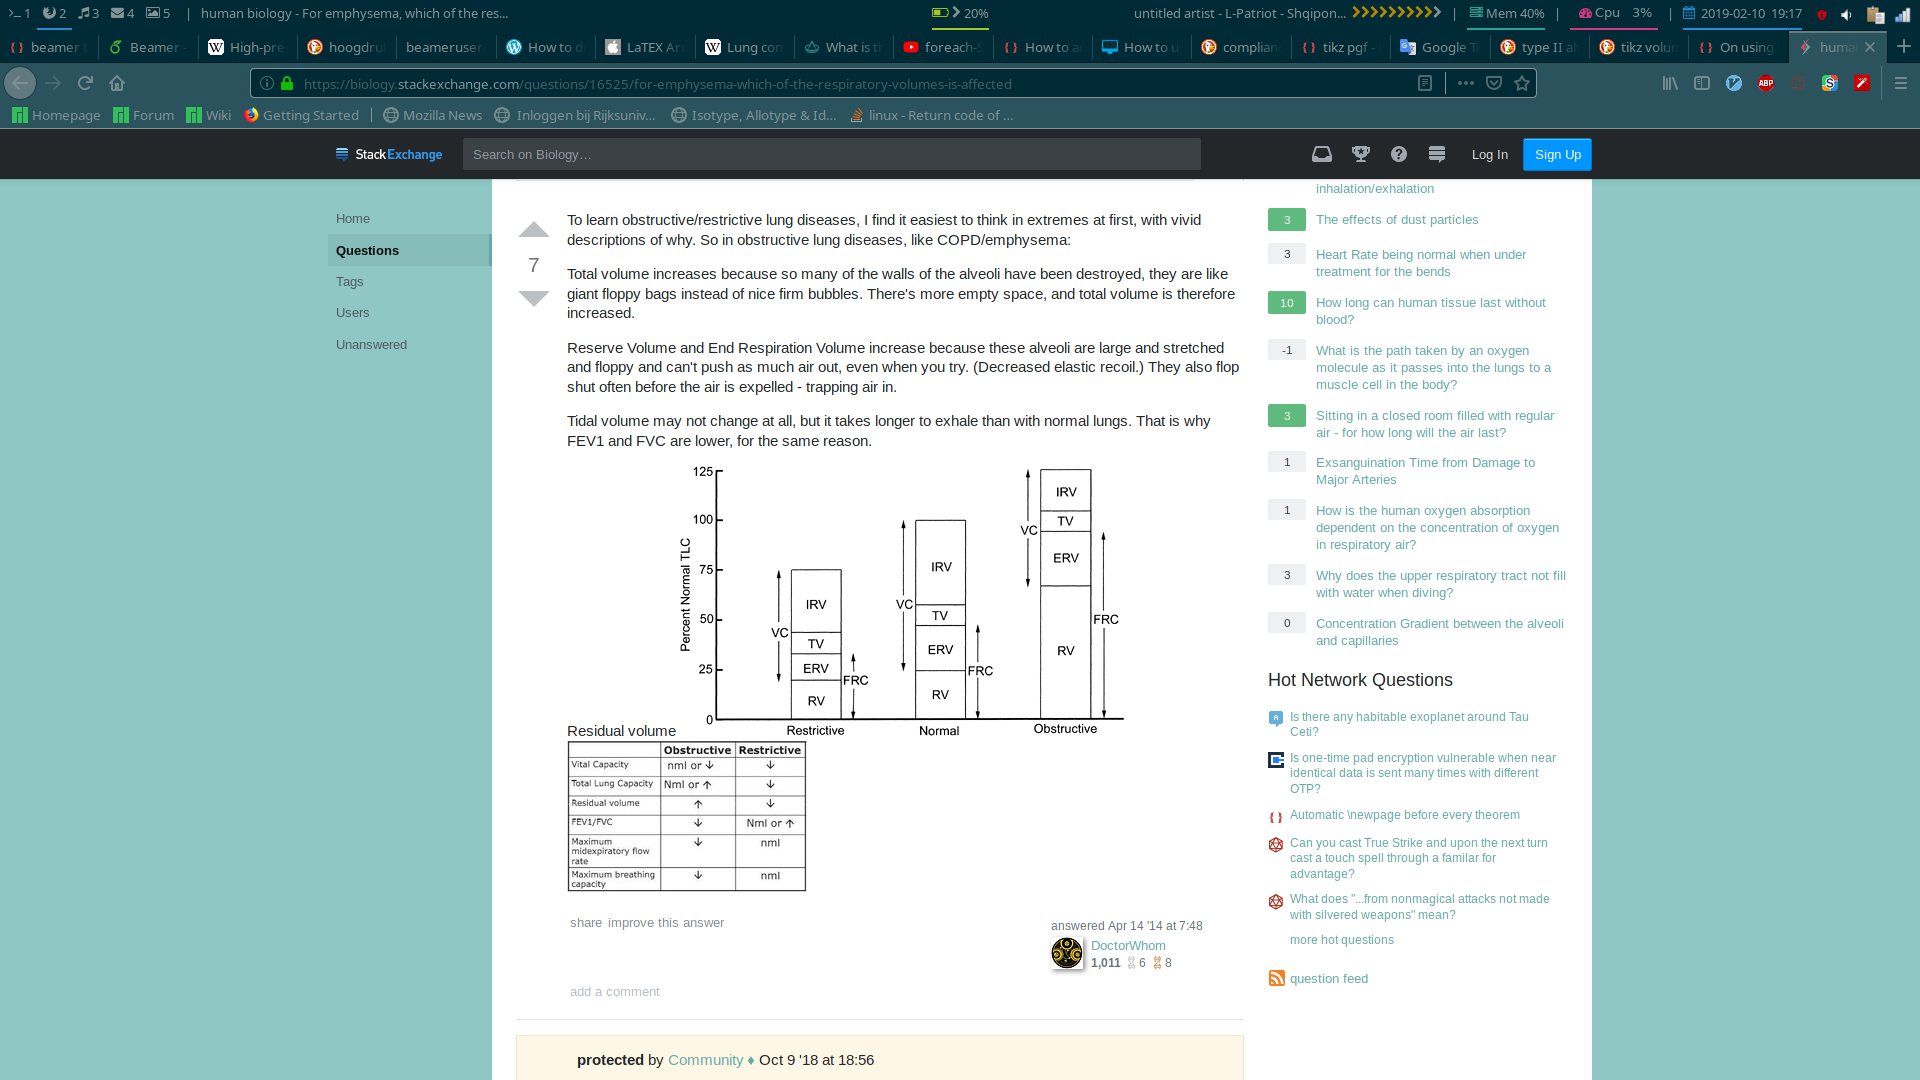 1 2 3 4 5 | human biology - For emphysema, which of the res... 20% untitled artist - L-Patriot - Shqipon... | Mem 40% | Cpu 3% | 2019-02-10 19:17
beamer Beamer - High-pre hoogdru beameruser How to d LaTEX Ar Lung con What is th foreach-S How to a How to u complian tikz pgf - Google T type II al tikz volun On using huma
https://biology.stackexchange.com/questions/16525/for-emphysema-which-of-the-respiratory-volumes-is-affected
Homepage Forum Wiki Getting Started Mozilla News Inloggen bij Rijksuniv... Isotype, Allotype & Id... linux - Return code of ...
StackExchange Search on Biology... Log In Sign Up
Home
Questions
Tags
Users
Unanswered
7
To learn obstructive/restrictive lung diseases, I find it easiest to think in extremes at first, with vivid
descriptions of why. So in obstructive lung diseases, like COPD/emphysema:
Total volume increases because so many of the walls of the alveoli have been destroyed, they are like
giant floppy bags instead of nice firm bubbles. There's more empty space, and total volume is therefore
increased.
Reserve Volume and End Respiration Volume increase because these alveoli are large and stretched
and floppy and can't push as much air out, even when you try. (Decreased elastic recoil.) They also flop
shut often before the air is expelled - trapping air in.
Tidal volume may not change at all, but it takes longer to exhale than with normal lungs. That is why
FEV1 and FVC are lower, for the same reason.
Percent Normal TLC
125
100
75
50
25
0
VC IRV TV ERV RV FRC
Restrictive
VC IRV TV ERV RV FRC
Normal
VC IRV TV ERV RV FRC
Obstructive
Residual volume
Obstructive Restrictive
Vital Capacity nml or ↓ ↓
Total Lung Capacity Nml or ↑ ↓
Residual volume ↑ ↓
FEV1/FVC ↓ Nml or ↑
Maximum
midexpiratory flow
rate ↓ nml
Maximum breathing
capacity ↓ nml
share improve this answer
answered Apr 14 '14 at 7:48
DoctorWhom
1,011 6 8
add a comment
protected by Community ♦ Oct 9 '18 at 18:56
inhalation/exhalation
3 The effects of dust particles
3 Heart Rate being normal when under
treatment for the bends
10 How long can human tissue last without
blood?
-1 What is the path taken by an oxygen
molecule as it passes into the lungs to a
muscle cell in the body?
3 Sitting in a closed room filled with regular
air - for how long will the air last?
1 Exsanguination Time from Damage to
Major Arteries
1 How is the human oxygen absorption
dependent on the concentration of oxygen
in respiratory air?
3 Why does the upper respiratory tract not fill
with water when diving?
0 Concentration Gradient between the alveoli
and capillaries
Hot Network Questions
Is there any habitable exoplanet around Tau
Ceti?
Is one-time pad encryption vulnerable when near
identical data is sent many times with different
OTP?
Automatic \newpage before every theorem
Can you cast True Strike and upon the next turn
cast a touch spell through a familar for
advantage?
What does "...from nonmagical attacks not made
with silvered weapons" mean?
more hot questions
question feed